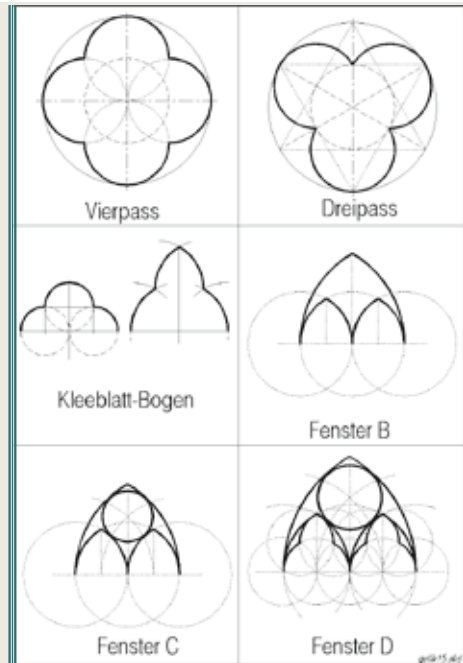 Vierpass
Dreipass
Kleeblatt-Bogen
Fenster B
Fenster C
Fenster D